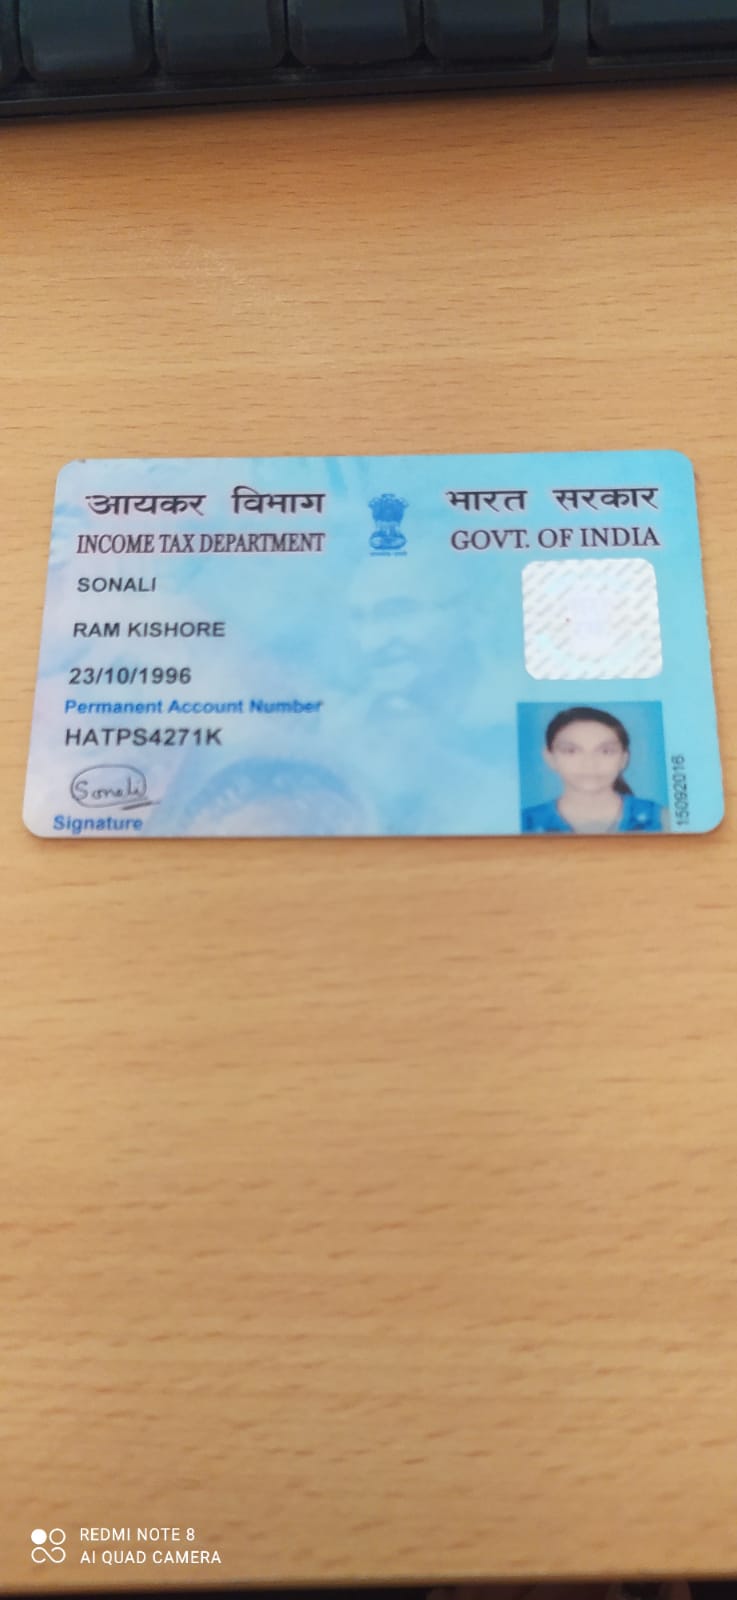 आयकर विभाग
INCOME TAX DEPARTMENT
भारत सरकार
GOVT. OF INDIA
SONALI
RAM KISHORE
23/10/1996
Permanent Account Number
HATPS4271K
Sonali
Signature
15092016
REDMI NOTE 8
AI QUAD CAMERA